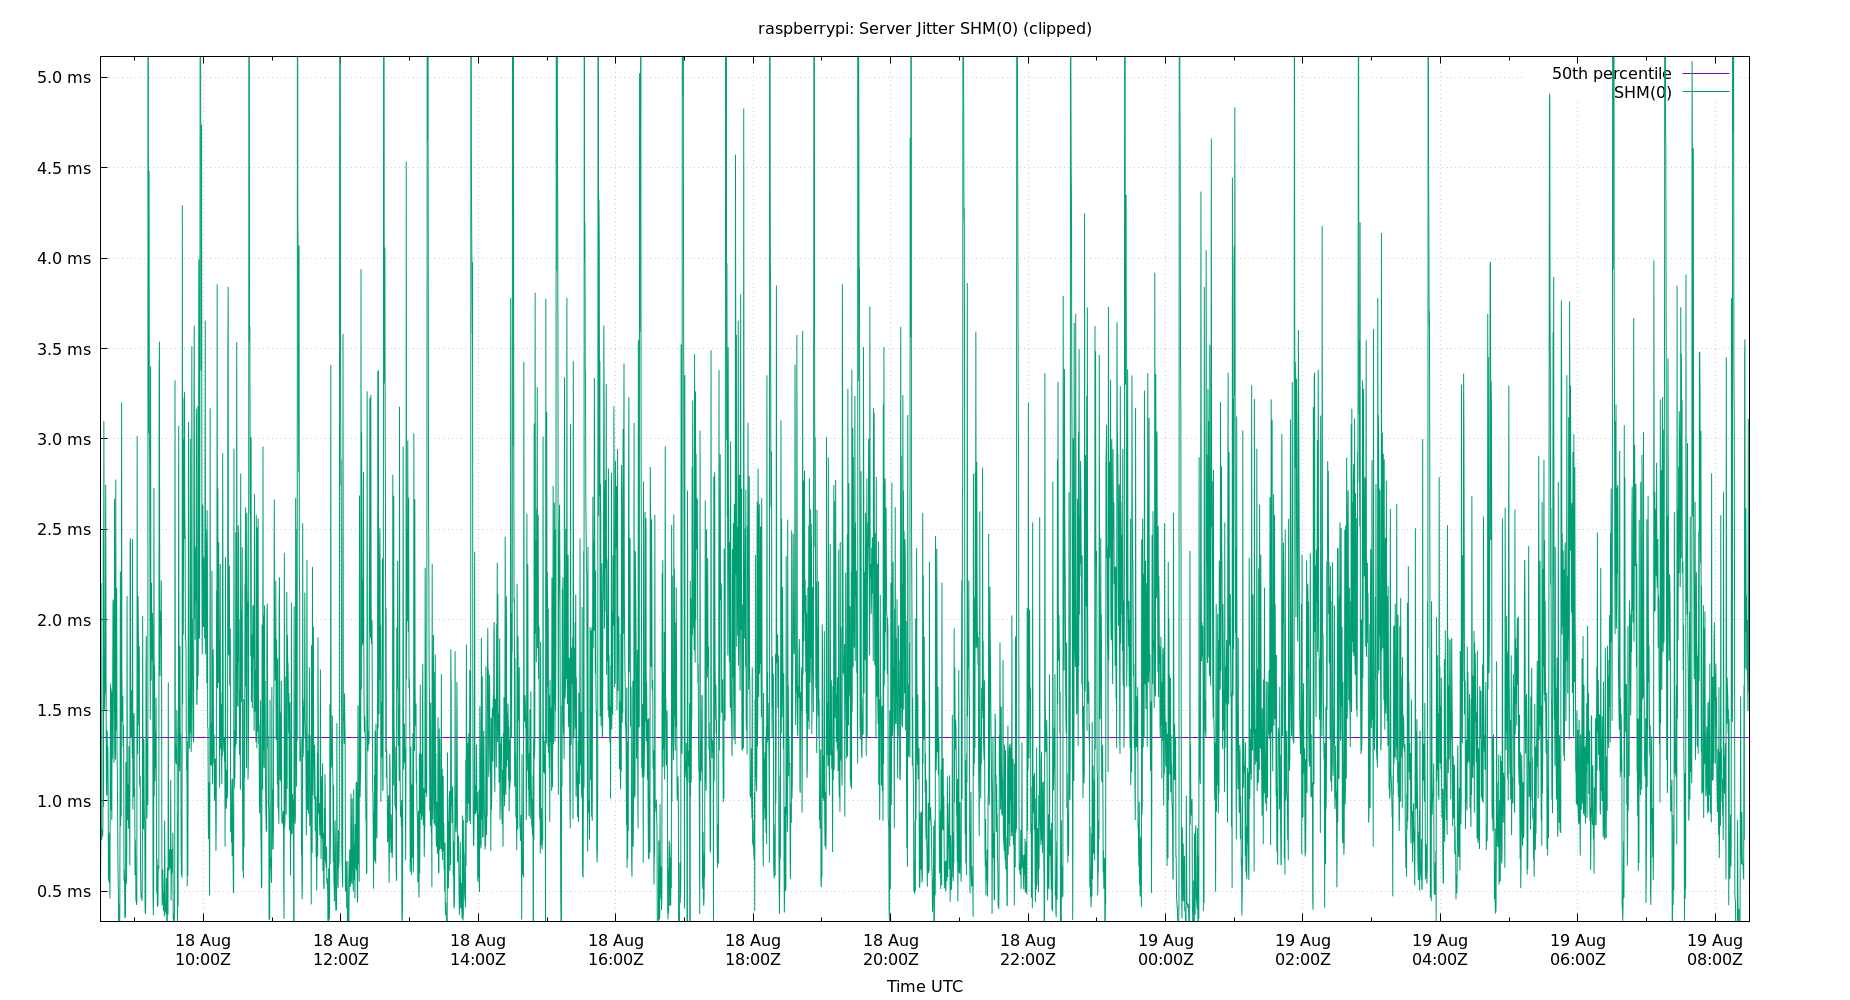 raspberrypi: Server Jitter SHM(0) (clipped)
5.0 ms
4.5 ms
4.0 ms
3.5 ms
3.0 ms
2.5 ms
2.0 ms
1.5 ms
1.0 ms
0.5 ms
50th percentile
SHM(0)
18 Aug 18 Aug 18 Aug 18 Aug 18 Aug 18 Aug 18 Aug 19 Aug 19 Aug 19 Aug 19 Aug 19 Aug
10:00Z 12:00Z 14:00Z 16:00Z 18:00Z 20:00Z 22:00Z 00:00Z 02:00Z 04:00Z 06:00Z 08:00Z
Time UTC